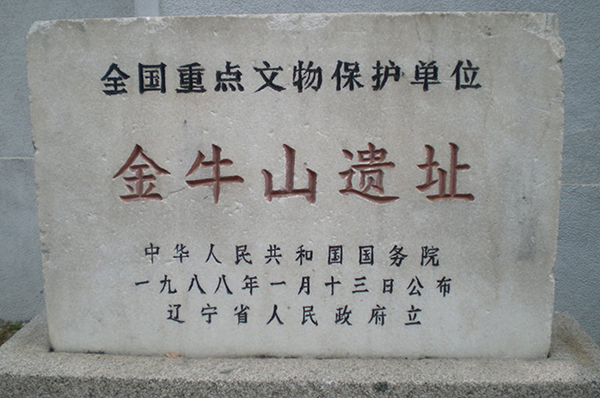 全国重点文物保护单位
金牛山遗址
中华人民共和国国务院
一九八八年一月十三日公布
辽宁省人民政府立